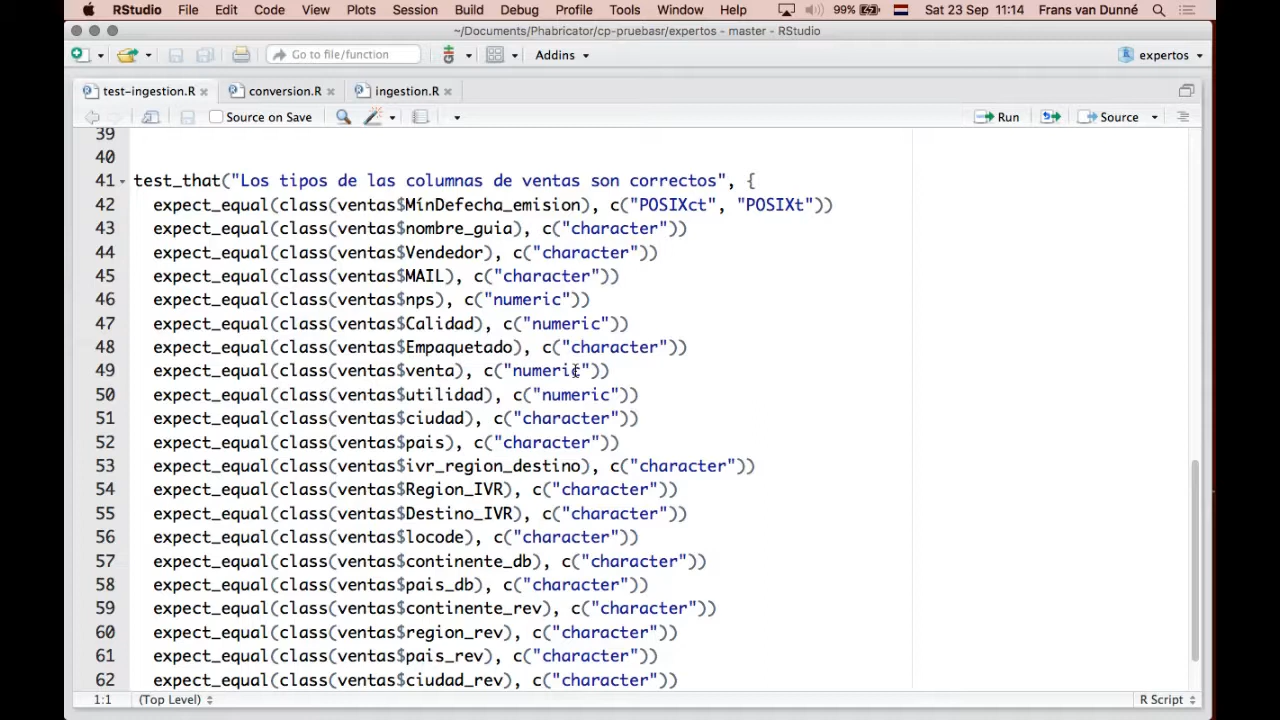 RStudio File Edit Code View Plots Session Build Debug Profile Tools Window Help 99% Sat 23 Sep 11:14 Frans van Dunné
~/Documents/Phabricator/cp-pruebasr/expertos - master - RStudio
Go to file/function Addins expertos
test-ingestion.R conversion.R ingestion.R
Source on Save Run Source
39
40
41 test_that("Los tipos de las columnas de ventas son correctos", {
42 expect_equal(class(ventas$MínDefecha_emision), c("POSIXct", "POSIXt"))
43 expect_equal(class(ventas$nombre_guia), c("character"))
44 expect_equal(class(ventas$Vendedor), c("character"))
45 expect_equal(class(ventas$MAIL), c("character"))
46 expect_equal(class(ventas$nps), c("numeric"))
47 expect_equal(class(ventas$Calidad), c("numeric"))
48 expect_equal(class(ventas$Empaquetado), c("character"))
49 expect_equal(class(ventas$venta), c("numeric"))
50 expect_equal(class(ventas$utilidad), c("numeric"))
51 expect_equal(class(ventas$ciudad), c("character"))
52 expect_equal(class(ventas$pais), c("character"))
53 expect_equal(class(ventas$ivr_region_destino), c("character"))
54 expect_equal(class(ventas$Region_IVR), c("character"))
55 expect_equal(class(ventas$Destino_IVR), c("character"))
56 expect_equal(class(ventas$locode), c("character"))
57 expect_equal(class(ventas$continente_db), c("character"))
58 expect_equal(class(ventas$pais_db), c("character"))
59 expect_equal(class(ventas$continente_rev), c("character"))
60 expect_equal(class(ventas$region_rev), c("character"))
61 expect_equal(class(ventas$pais_rev), c("character"))
62 expect_equal(class(ventas$ciudad_rev), c("character"))
1:1 (Top Level) R Script